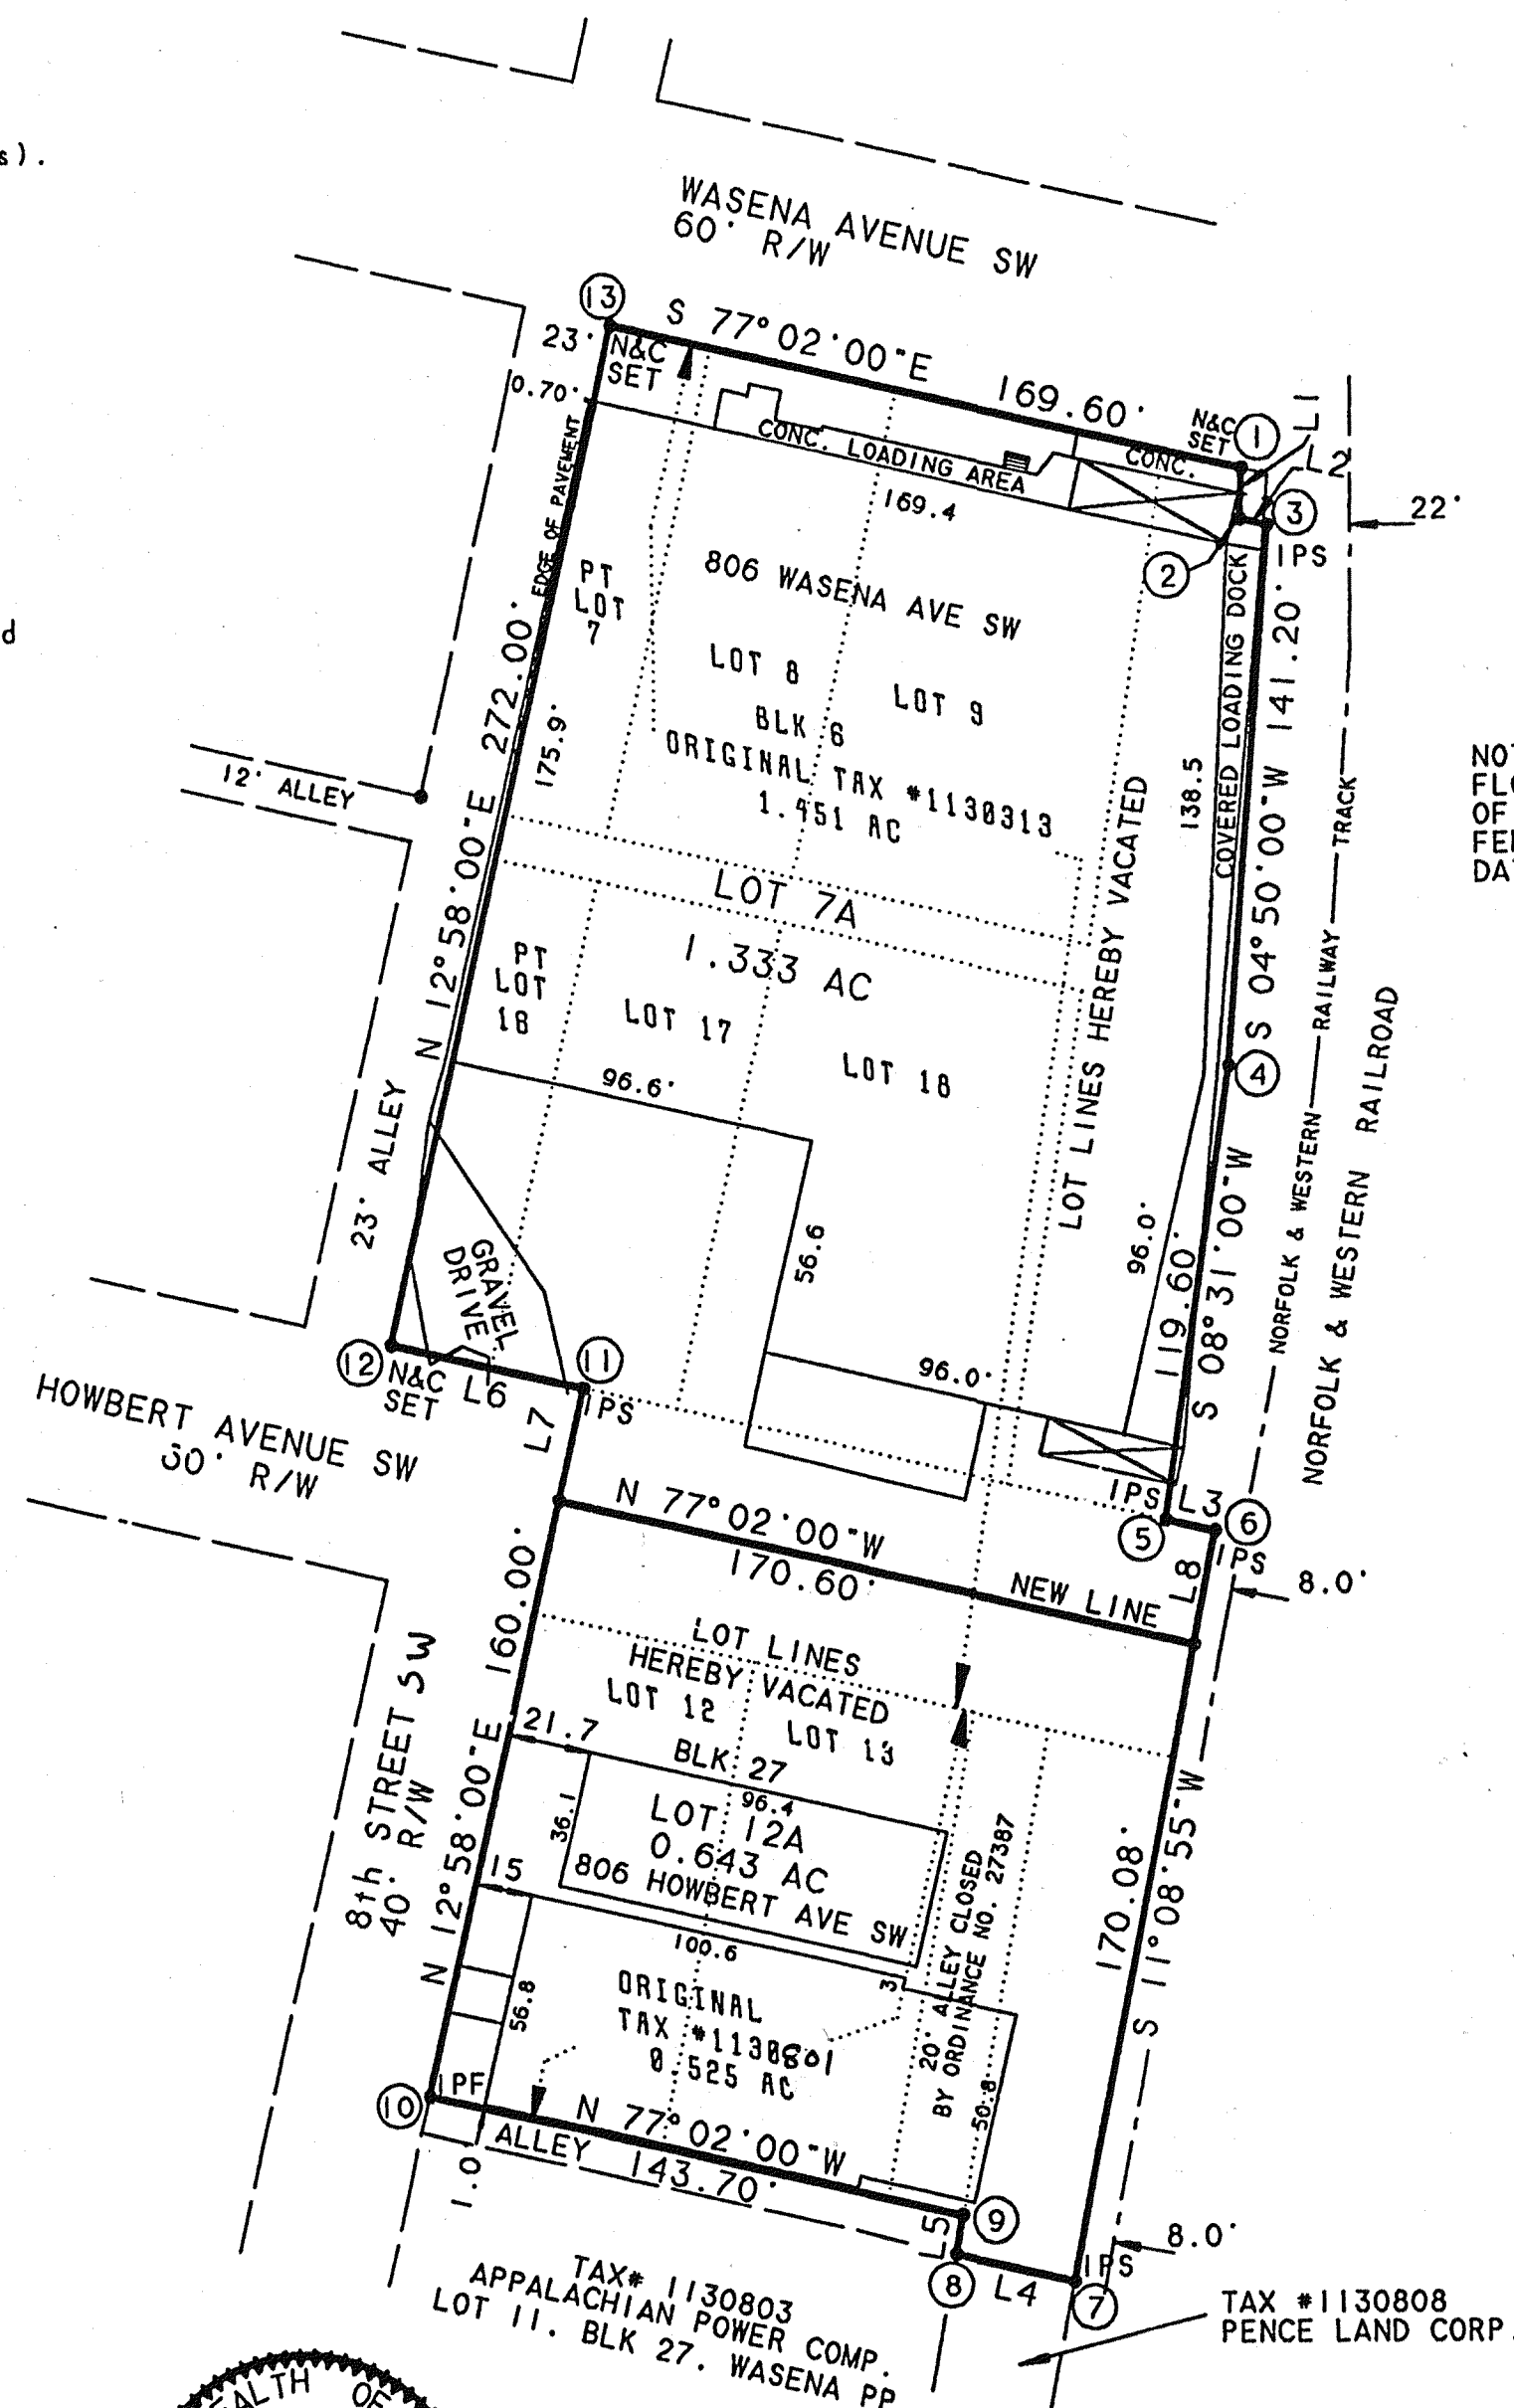 s).
WASENA AVENUE SW
60' R/W
13
S 77°02'00"E 169.60'
23'
N&C
SET
0.70'
N&C
SET
1
L1
L2
3
IPS
22'
2
CONC. LOADING AREA
CONC.
169.4
EDGE OF PAVEMENT
PT
LOT
7
806 WASENA AVE SW
LOT 8
LOT 9
BLK 6
ORIGINAL TAX #1130313
1.451 AC
d
N 12°58'00"E 272.00'
175.9'
138.5
COVERED LOADING DOCK
S 04°50'00"W 141.20'
NO
FL
OF
FE
DA
12' ALLEY
LOT 7A
1.333 AC
LOT LINES HEREBY VACATED
PT
LOT
18
LOT 17
LOT 16
NORFOLK & WESTERN RAILWAY TRACK
NORFOLK & WESTERN RAILROAD
4
96.6'
56.6
23' ALLEY
GRAVEL
DRIVE
96.0'
119.60'
S 08°31'00"W
96.0'
12
N&C
SET
L6
11
IPS
L7
HOWBERT AVENUE SW
50' R/W
IPS
L3
5
6
IPS
L8
8.0'
N 77°02'00"W
170.60'
NEW LINE
LOT LINES
HEREBY VACATED
LOT 12
LOT 13
BLK 27
8th STREET SW
40' R/W
N 12°58'00"E 160.00'
21.7
96.4
36.1
LOT 12A
0.643 AC
806 HOWBERT AVE SW
15
100.6
3
56.8
ORIGINAL
TAX #1130801
0.525 AC
20' ALLEY CLOSED
BY ORDINANCE NO. 27387
50.8
170.08'
S 11°08'55"W
10
IPF
N 77°02'00"W
143.70'
ALLEY
1.0'
9
L5
8
L4
IPS
7
8.0'
TAX# 1130803
APPALACHIAN POWER COMP.
LOT 11. BLK 27. WASENA PP
TAX #1130808
PENCE LAND CORP.
ALTH OF